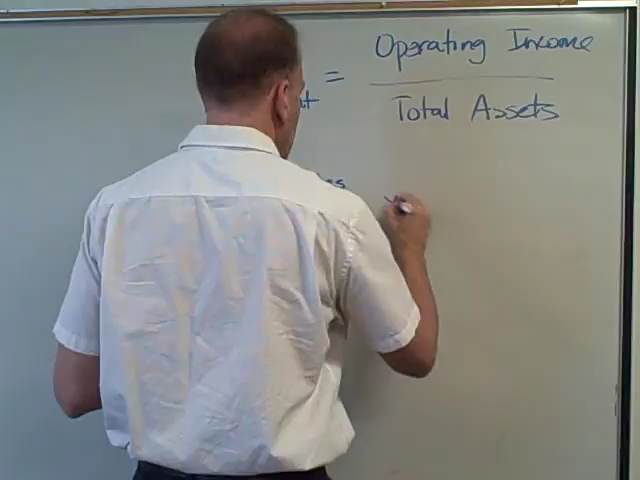 = Operating Income
Total Assets